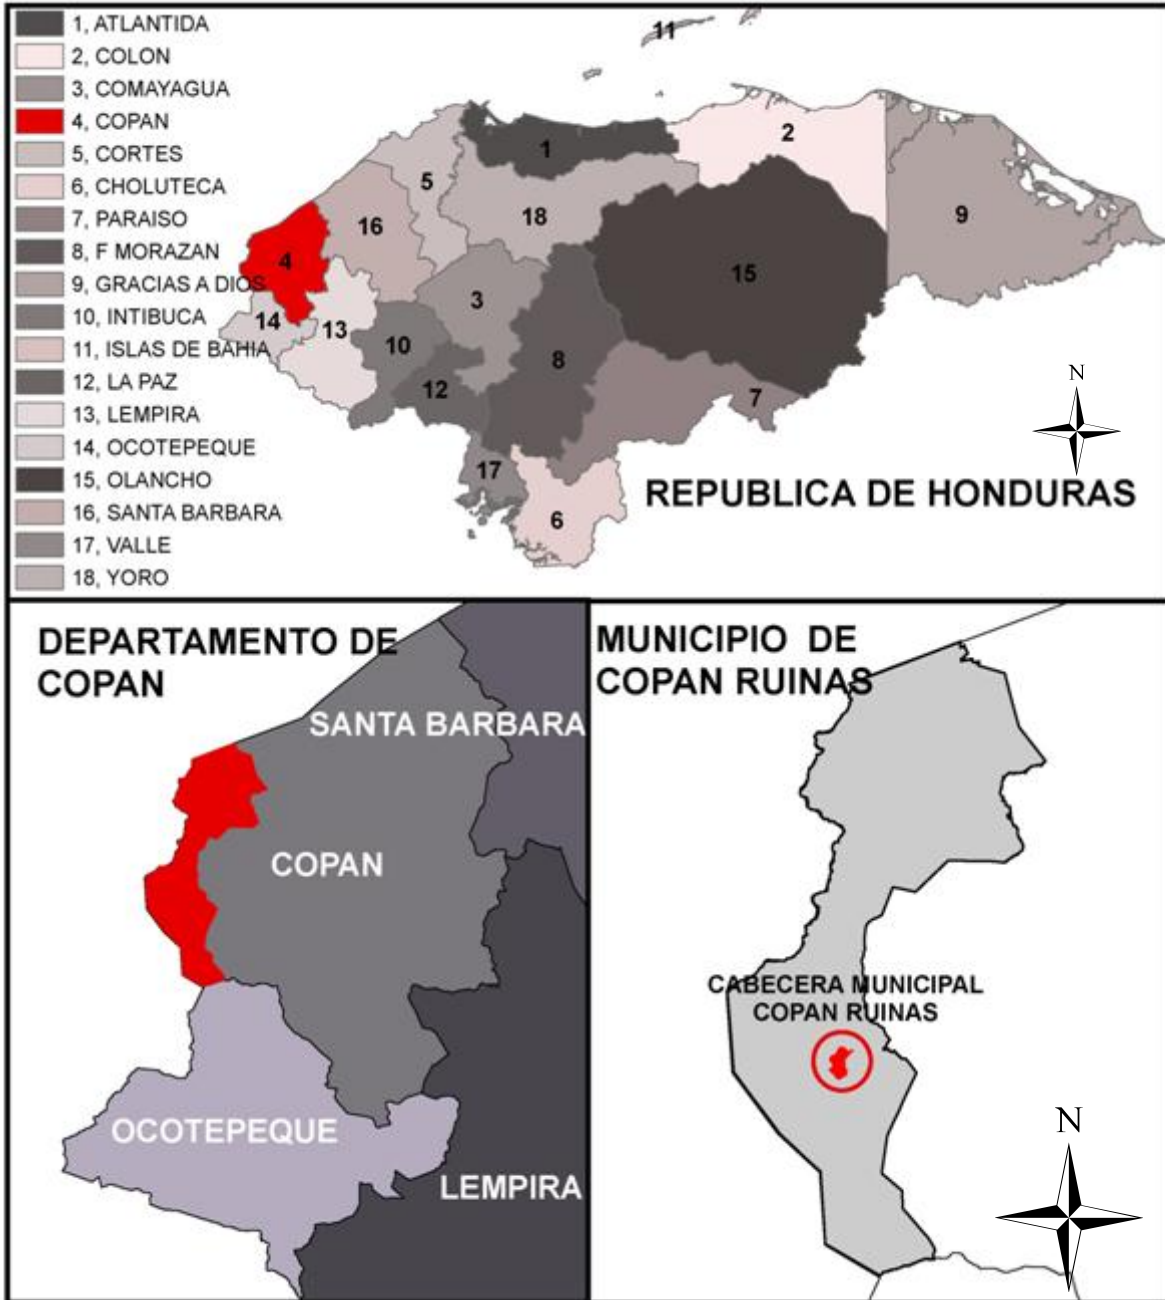 1, ATLANTIDA
2, COLON
3, COMAYAGUA
4, COPAN
5, CORTES
6, CHOLUTECA
7, PARAISO
8, F MORAZAN
9, GRACIAS A DIOS
10, INTIBUCA
11, ISLAS DE BAHIA
12, LA PAZ
13, LEMPIRA
14, OCOTEPEQUE
15, OLANCHO
16, SANTA BARBARA
17, VALLE
18, YORO
11
2
1
5
18
16
9
4
15
3
14
13
10
8
12
7
17
6
N
REPUBLICA DE HONDURAS
DEPARTAMENTO DE
COPAN
SANTA BARBARA
COPAN
OCOTEPEQUE
LEMPIRA
MUNICIPIO DE
COPAN RUINAS
CABECERA MUNICIPAL
COPAN RUINAS
N